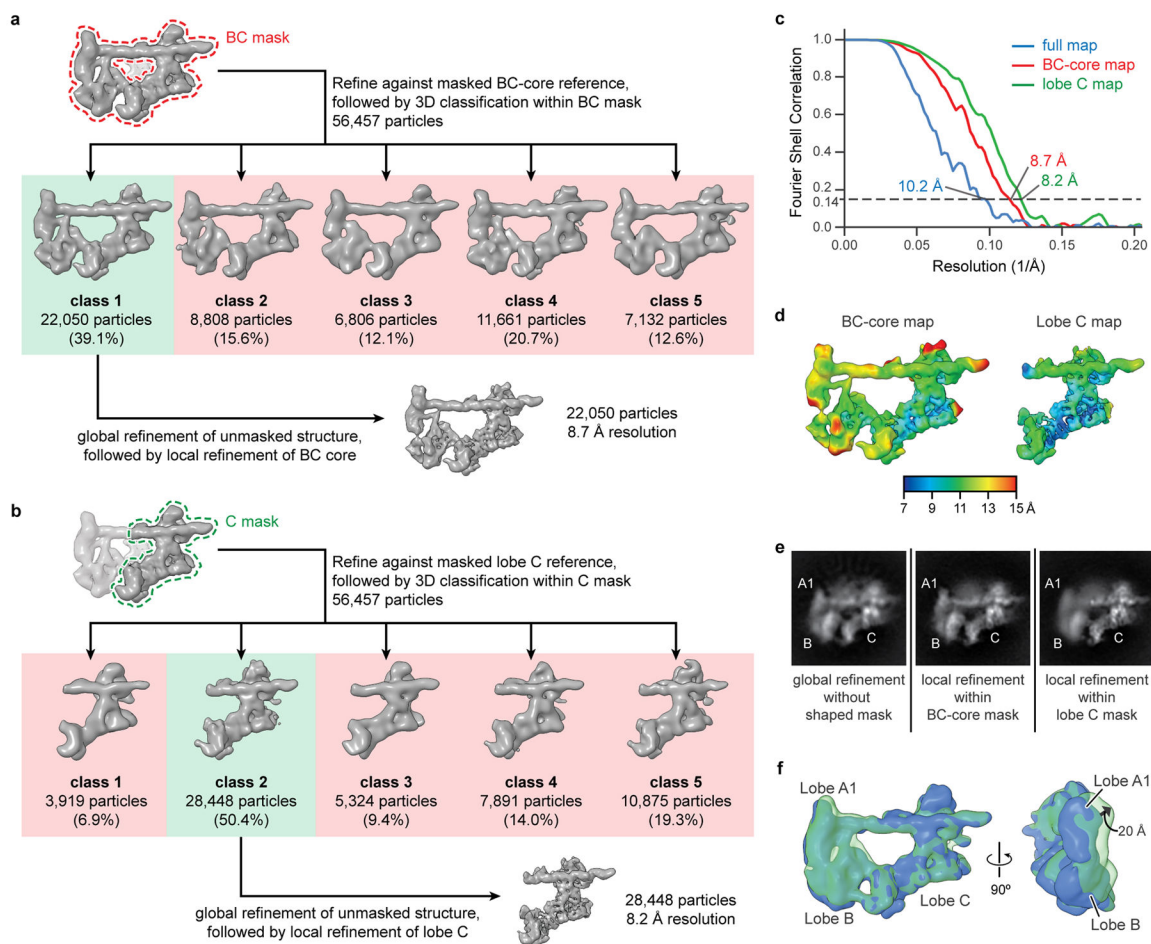 a
BC mask
Refine against masked BC-core reference,
followed by 3D classification within BC mask
56,457 particles
class 1
22,050 particles
(39.1%)
class 2
8,808 particles
(15.6%)
class 3
6,806 particles
(12.1%)
class 4
11,661 particles
(20.7%)
class 5
7,132 particles
(12.6%)
global refinement of unmasked structure,
followed by local refinement of BC core
22,050 particles
8.7 Å resolution
b
C mask
Refine against masked lobe C reference,
followed by 3D classification within C mask
56,457 particles
class 1
3,919 particles
(6.9%)
class 2
28,448 particles
(50.4%)
class 3
5,324 particles
(9.4%)
class 4
7,891 particles
(14.0%)
class 5
10,875 particles
(19.3%)
global refinement of unmasked structure,
followed by local refinement of lobe C
28,448 particles
8.2 Å resolution
c
Fourier Shell Correlation
1.0
0.8
0.6
0.4
0.2
0.14
0
full map
BC-core map
lobe C map
10.2 Å
8.7 Å
8.2 Å
0.00
0.05
0.10
0.15
0.20
Resolution (1/Å)
d
BC-core map
Lobe C map
7
9
11
13
15 Å
e
A1
B
C
global refinement
without
shaped mask
A1
B
C
local refinement
within
BC-core mask
A1
B
C
local refinement
within
lobe C mask
f
Lobe A1
Lobe B
Lobe C
90º
Lobe A1
20 Å
Lobe B